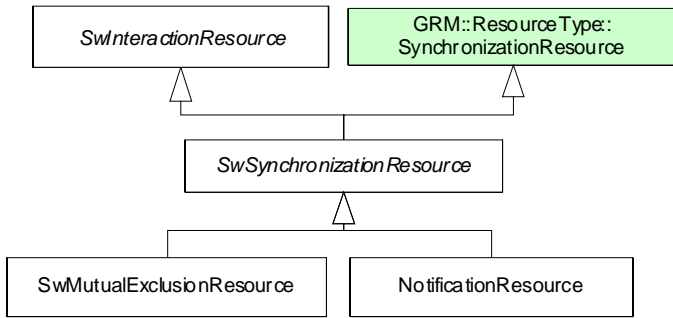 SwInteractionResource
GRM::ResourceType::
SynchronizationResource
SwSynchronizationResource
SwMutualExclusionResource
NotificationResource